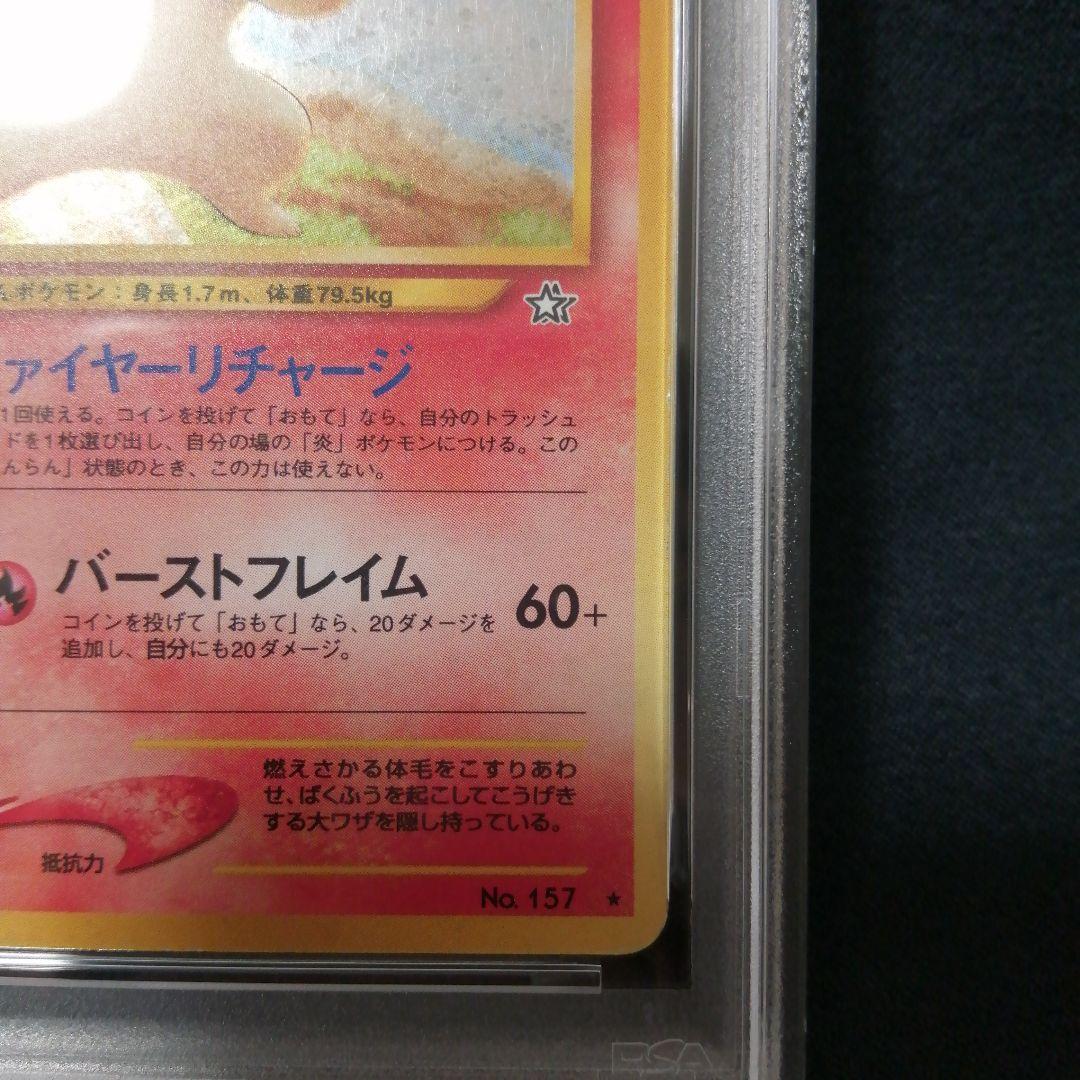 んポケモン：身長1.7m、体重79.5kg
ァイヤーリチャージ
1回使える。コインを投げて「おもて」なら、自分のトラッシュ
ドを1枚選び出し、自分の場の「炎」ポケモンにつける。この
んらん」状態のとき、この力は使えない。
バーストフレイム
60+
コインを投げて「おもて」なら、20ダメージを
追加し、自分にも20ダメージ。
燃えさかる体毛をこすりあわ
せ、ばくふうを起こしてこうげき
する大ワザを隠し持っている。
抵抗力
No. 157 ★
PSA